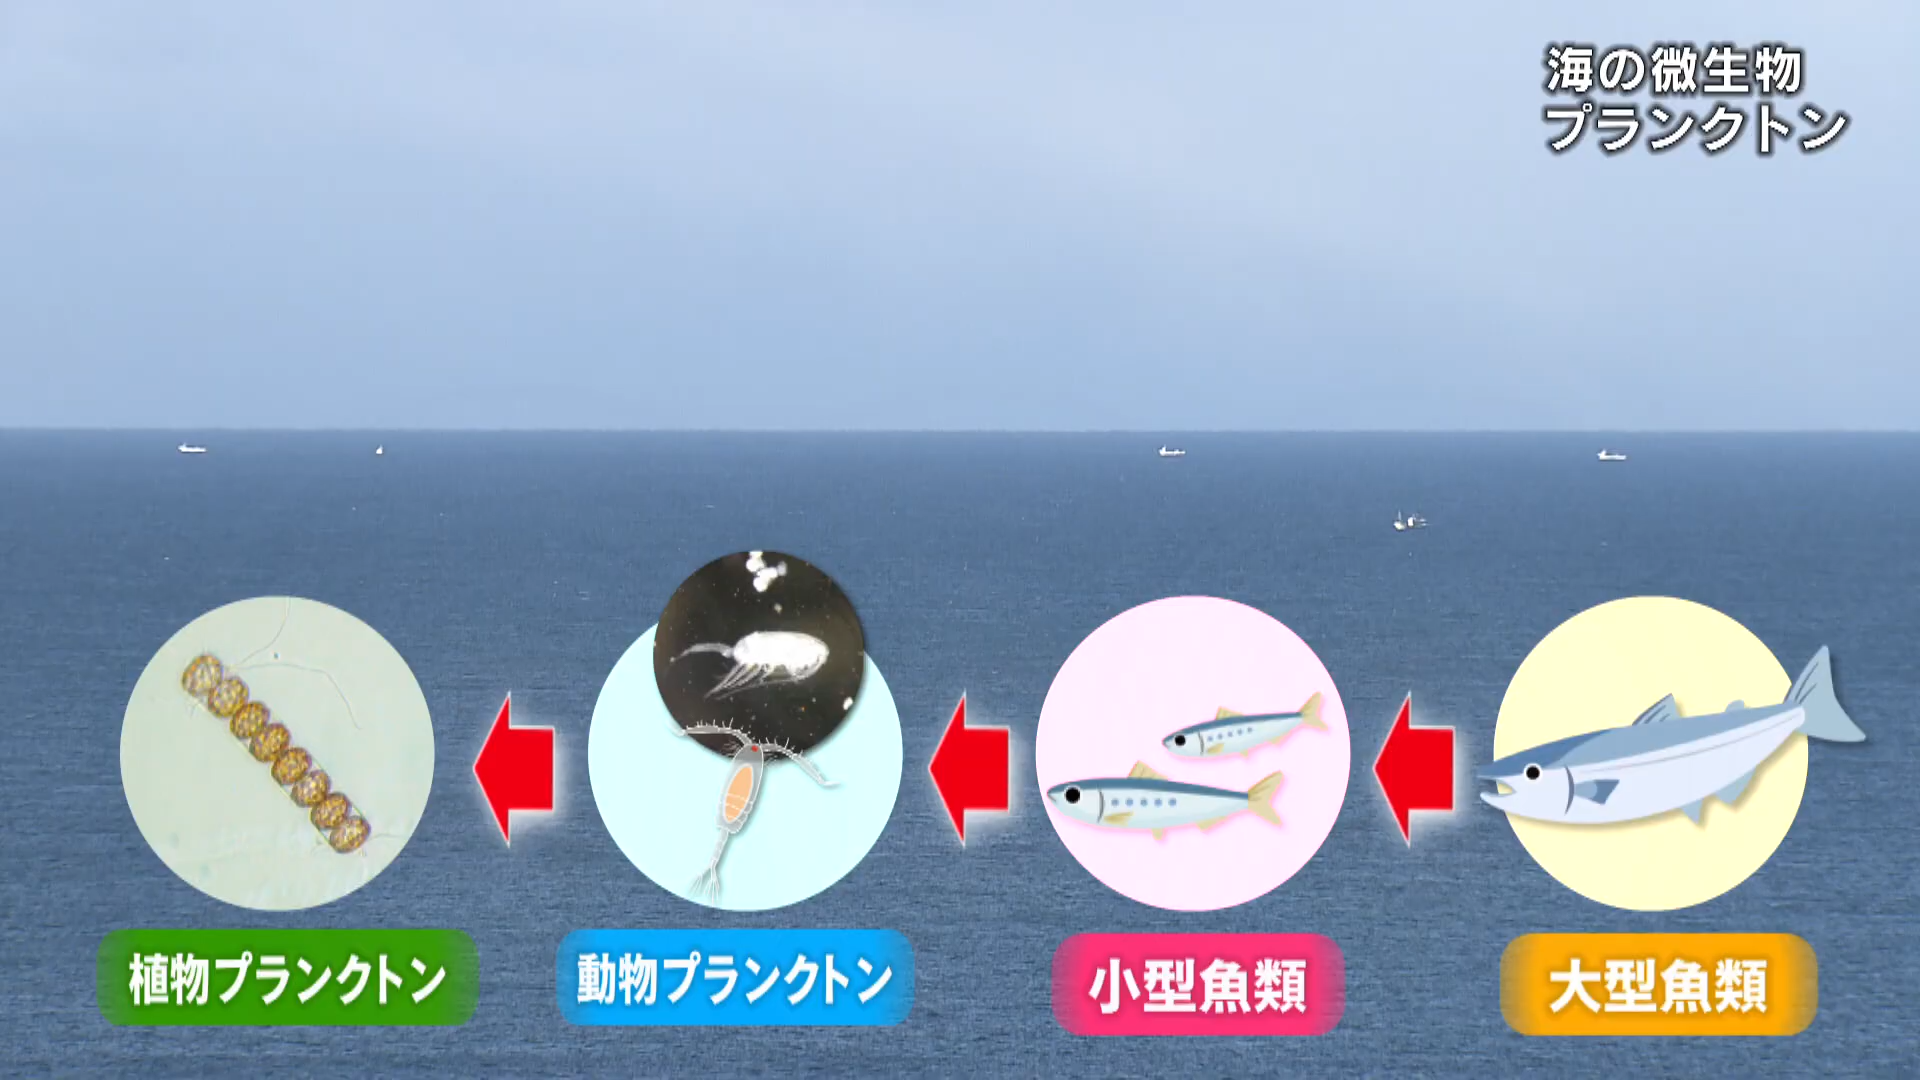 海の微生物
プランクトン
植物プランクトン
動物プランクトン
小型魚類
大型魚類